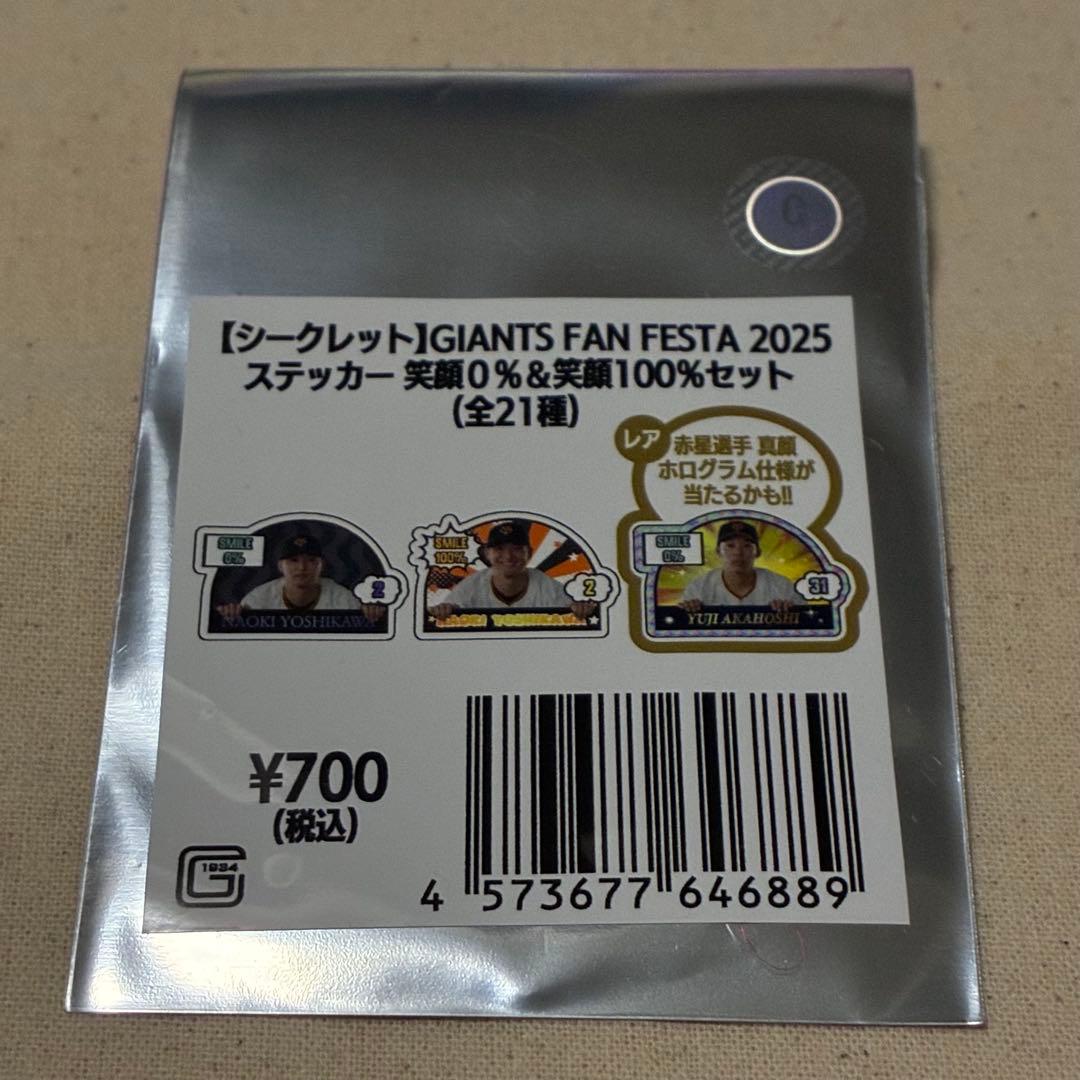 G
【シークレット】GIANTS FAN FESTA 2025
ステッカー 笑顔0%&笑顔100%セット
(全21種)
レア
赤星選手 真顔
ホログラム仕様が
当たるかも!!
SMILE
0%
2
NAOKI YOSHIKAWA
SMILE
100%
2
NAOKI YOSHIKAWA
SMILE
0%
31
YUJI AKAHOSHI
¥700
(税込)
1934
G
4 573677 646889